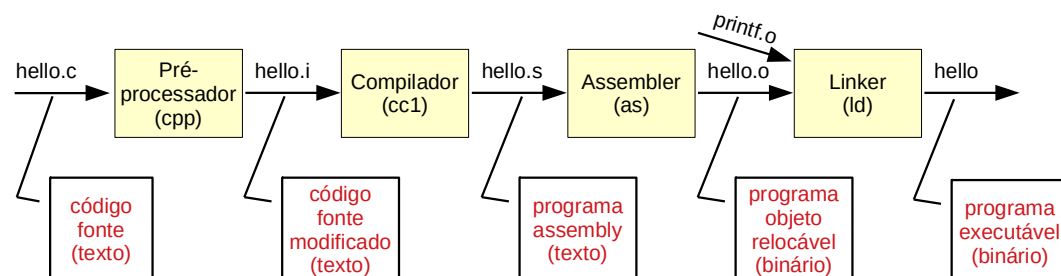 printf.o
hello.c
Pré-
processador
(cpp)
hello.i
Compilador
(cc1)
hello.s
Assembler
(as)
hello.o
Linker
(ld)
hello
código
fonte
(texto)
código
fonte
modificado
(texto)
programa
assembly
(texto)
programa
objeto
relocável
(binário)
programa
executável
(binário)